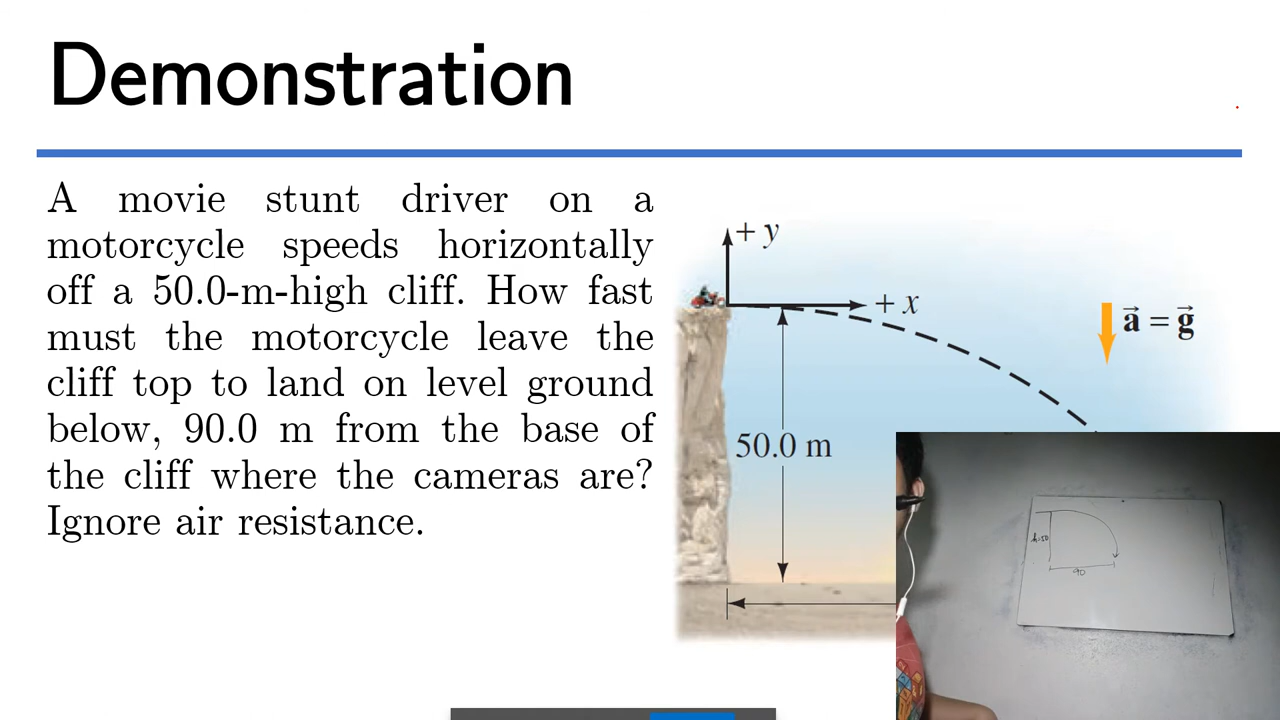 Demonstration
A movie stunt driver on a
motorcycle speeds horizontally
off a 50.0-m-high cliff. How fast
must the motorcycle leave the
cliff top to land on level ground
below, 90.0 m from the base of
the cliff where the cameras are?
Ignore air resistance.
+ y
+ x
a⃗ = g⃗
50.0 m
h=50
90